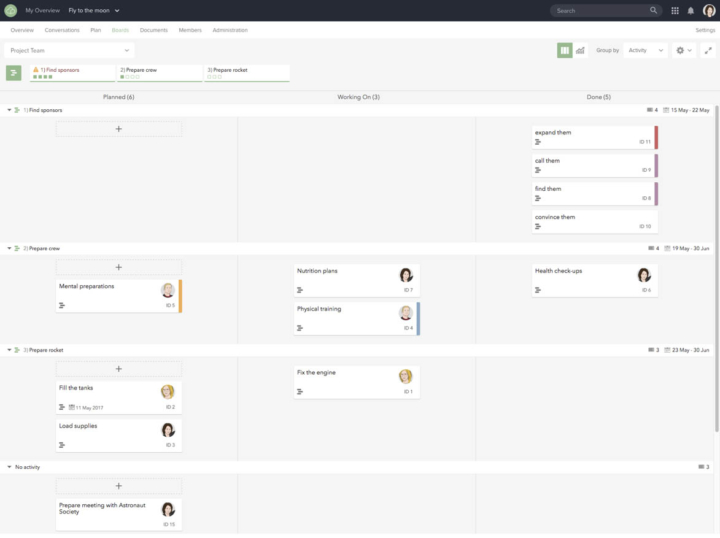 My Overview Fly to the moon Search
Overview Conversations Plan Boards Documents Members Administration Settings
Project Team Group by Activity
1) Find sponsors 2) Prepare crew 3) Prepare rocket
Planned (6) Working On (3) Done (5)
1) Find sponsors 4 15 May - 22 May
+
expand them
ID 11
call them
ID 9
find them
ID 8
convince them
ID 10
2) Prepare crew 4 19 May - 30 Jun
+
Mental preparations
ID 5
Nutrition plans
ID 7
Physical training
ID 4
Health check-ups
ID 6
3) Prepare rocket 3 23 May - 30 Jun
+
Fill the tanks
11 May 2017 ID 2
Load supplies
ID 3
Fix the engine
ID 1
No activity 3
+
Prepare meeting with Astronaut
Society
ID 15